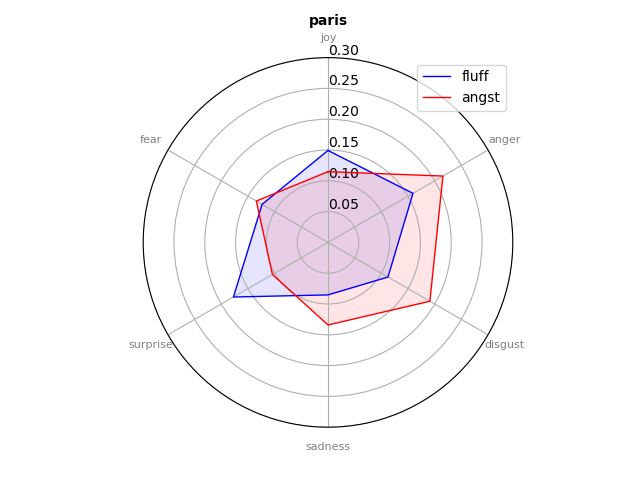 paris
joy
0.30
0.25
0.20
0.15
0.10
0.05
fluff
angst
fear
anger
surprise
disgust
sadness